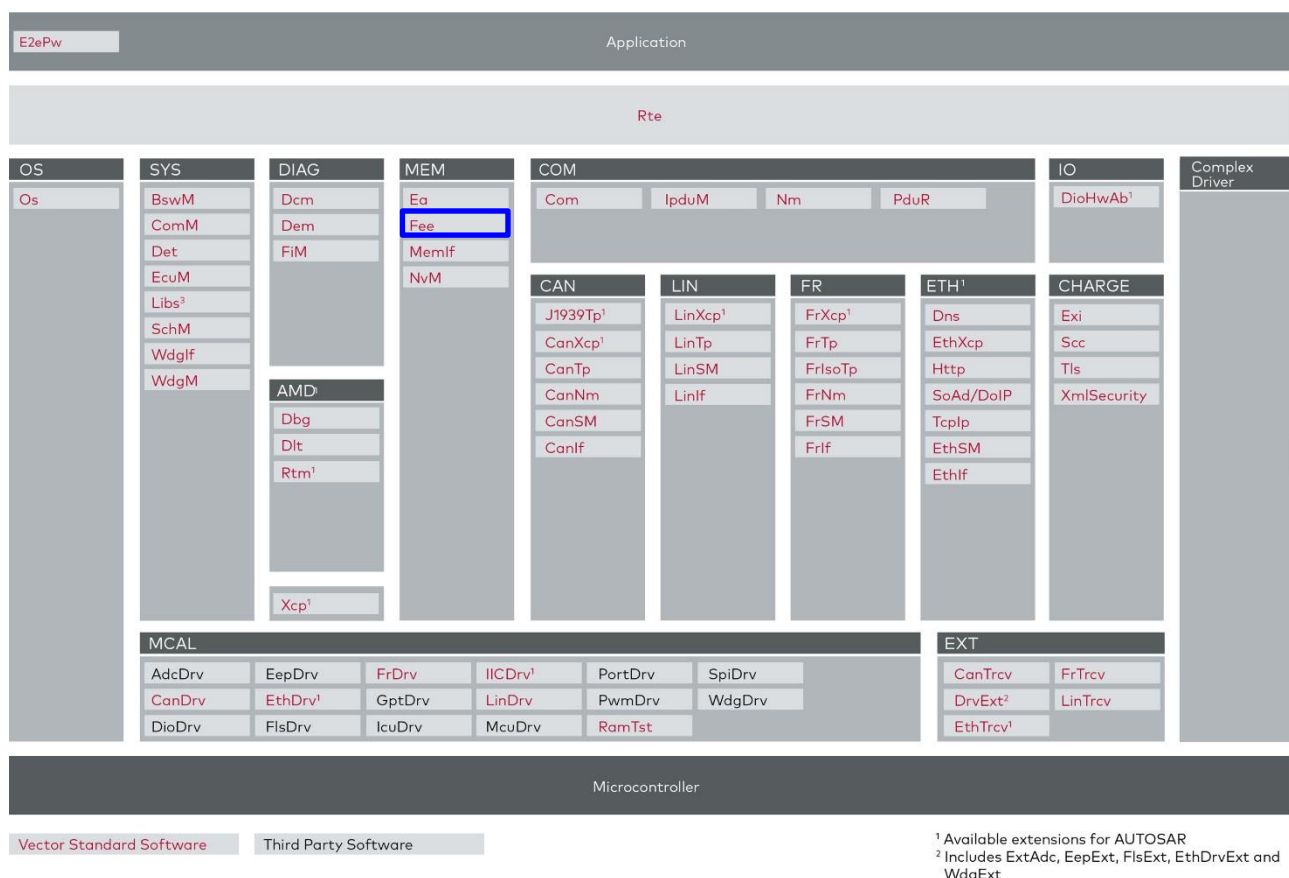 E2ePw
Application
Rte
OS
Os
SYS
BswM
ComM
Det
EcuM
Libs³
SchM
WdgIf
WdgM
DIAG
Dcm
Dem
FiM
AMD¹
Dbg
Dlt
Rtm¹
Xcp¹
MEM
Ea
Fee
MemIf
NvM
COM
Com IpduM Nm PduR
CAN
J1939Tp¹
CanXcp¹
CanTp
CanNm
CanSM
CanIf
LIN
LinXcp¹
LinTp
LinSM
LinIf
FR
FrXcp¹
FrTp
FrIsoTp
FrNm
FrSM
FrIf
ETH¹
Dns
EthXcp
Http
SoAd/DoIP
TcpIp
EthSM
EthIf
IO
DioHwAb¹
CHARGE
Exi
Scc
Tls
XmlSecurity
Complex
Driver
MCAL
AdcDrv EepDrv FrDrv IICDrv¹ PortDrv SpiDrv
CanDrv EthDrv¹ GptDrv LinDrv PwmDrv WdgDrv
DioDrv FlsDrv IcuDrv McuDrv RamTst
EXT
CanTrcv FrTrcv
DrvExt² LinTrcv
EthTrcv¹
Microcontroller
Vector Standard Software
Third Party Software
¹ Available extensions for AUTOSAR
² Includes ExtAdc, EepExt, FlsExt, EthDrvExt and
WdgExt